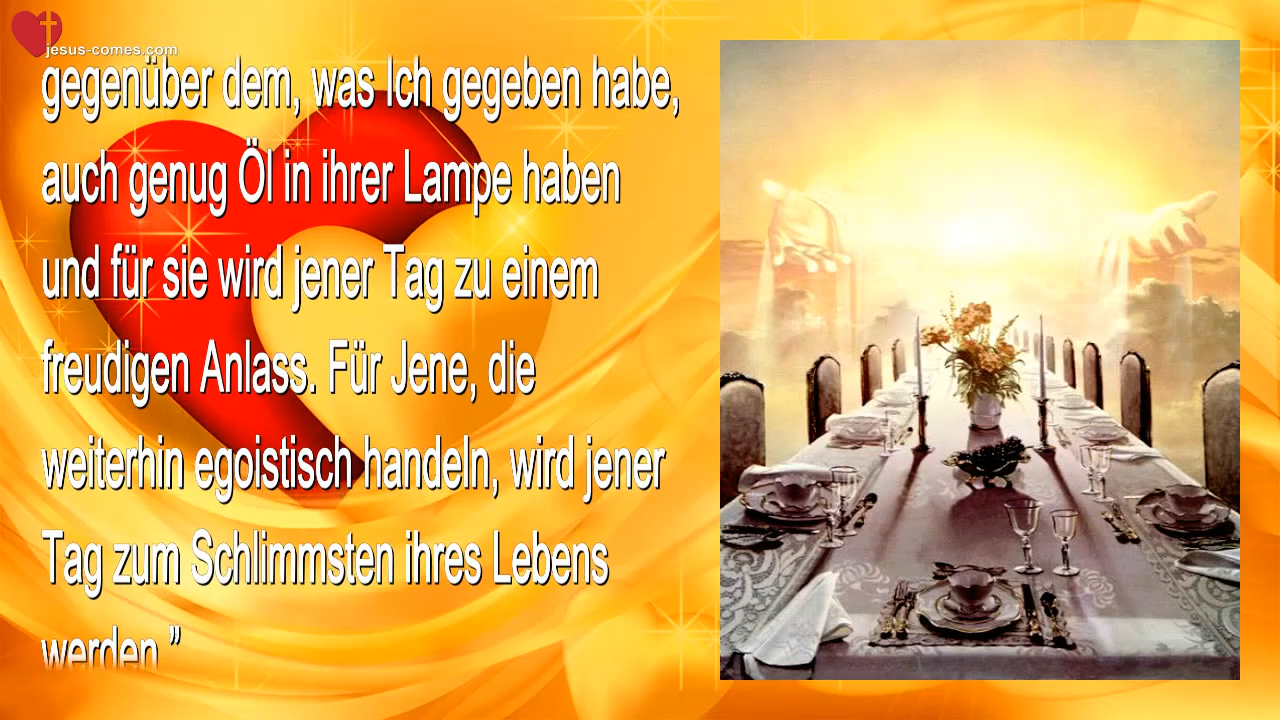 jesus-comes.com
gegenüber dem, was Ich gegeben habe,
auch genug Öl in ihrer Lampe haben
und für sie wird jener Tag zu einem
freudigen Anlass. Für Jene, die
weiterhin egoistisch handeln, wird jener
Tag zum Schlimmsten ihres Lebens
werden.”